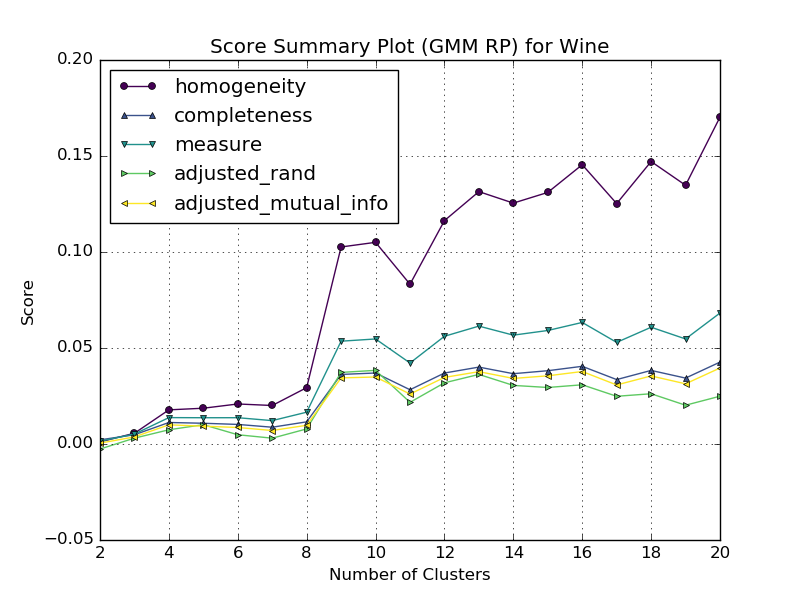 Score Summary Plot (GMM RP) for Wine
0.20
0.15
0.10
0.05
0.00
−0.05
Score
homogeneity
completeness
measure
adjusted_rand
adjusted_mutual_info
2 4 6 8 10 12 14 16 18 20
Number of Clusters